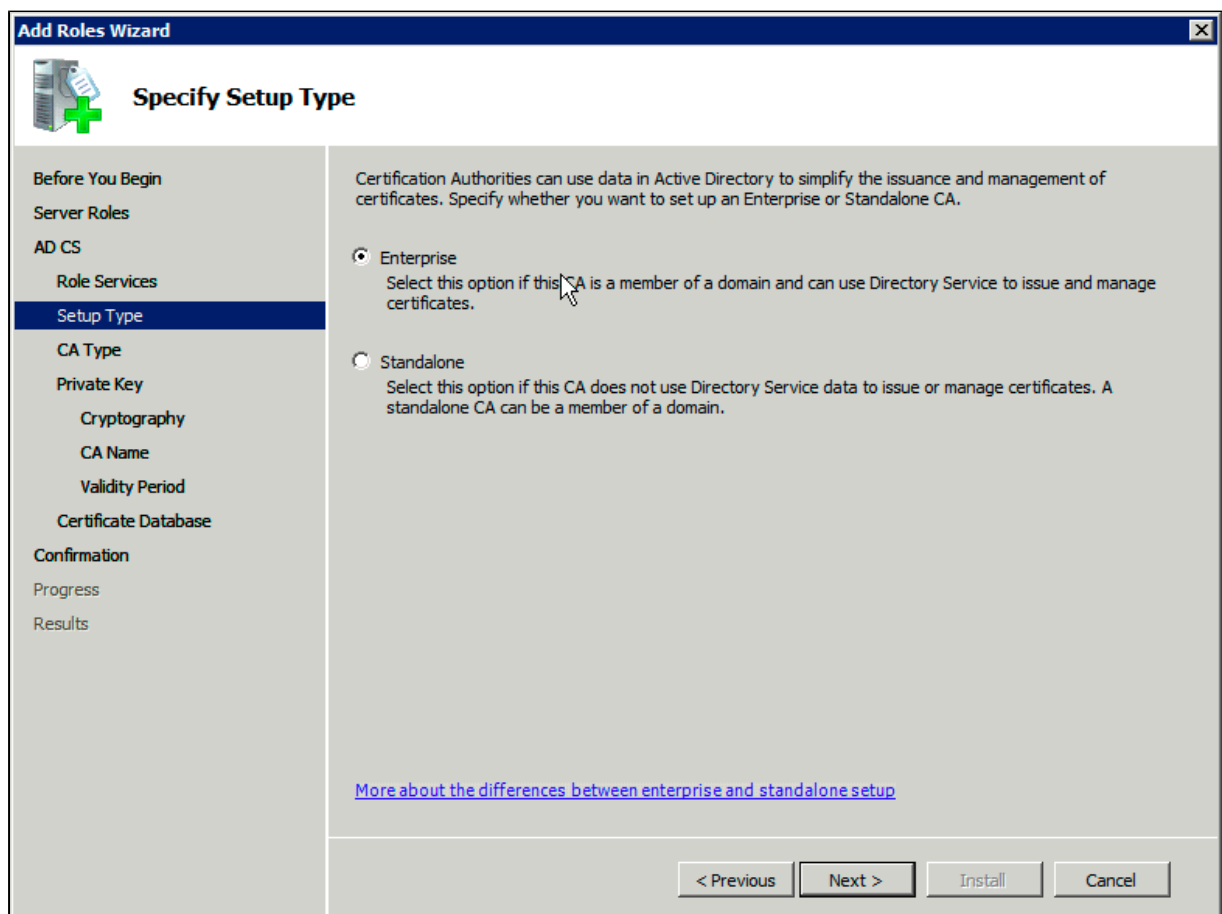 Add Roles Wizard
Specify Setup Type
Before You Begin
Server Roles
AD CS
Role Services
Setup Type
CA Type
Private Key
Cryptography
CA Name
Validity Period
Certificate Database
Confirmation
Progress
Results
Certification Authorities can use data in Active Directory to simplify the issuance and management of
certificates. Specify whether you want to set up an Enterprise or Standalone CA.
Enterprise
Select this option if this CA is a member of a domain and can use Directory Service to issue and manage
certificates.
Standalone
Select this option if this CA does not use Directory Service data to issue or manage certificates. A
standalone CA can be a member of a domain.
More about the differences between enterprise and standalone setup
< Previous
Next >
Install
Cancel